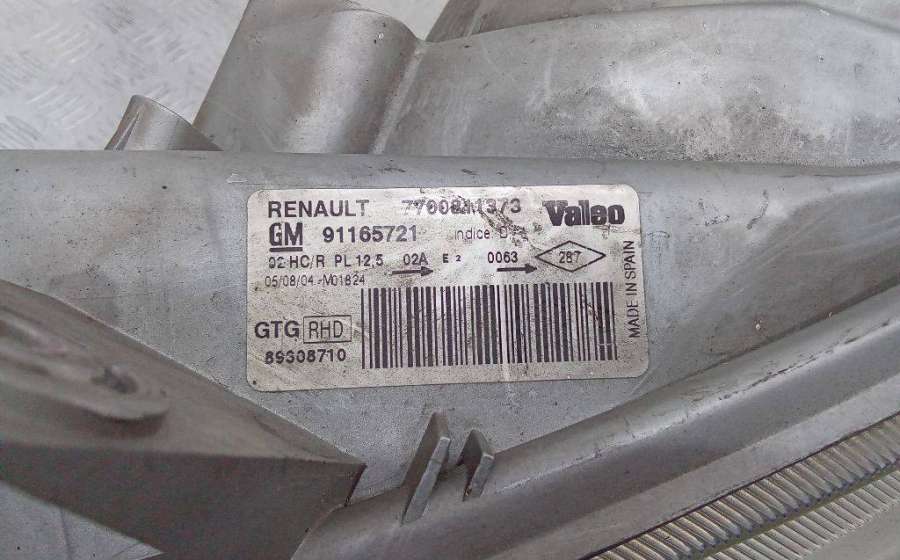 RENAULT Valeo
GM 91165721 indice:
02 HC/R PL 12.5 02A E2 0063 287
05/08/04-M01824
GTG RHD
89308710
MADE IN SPAIN